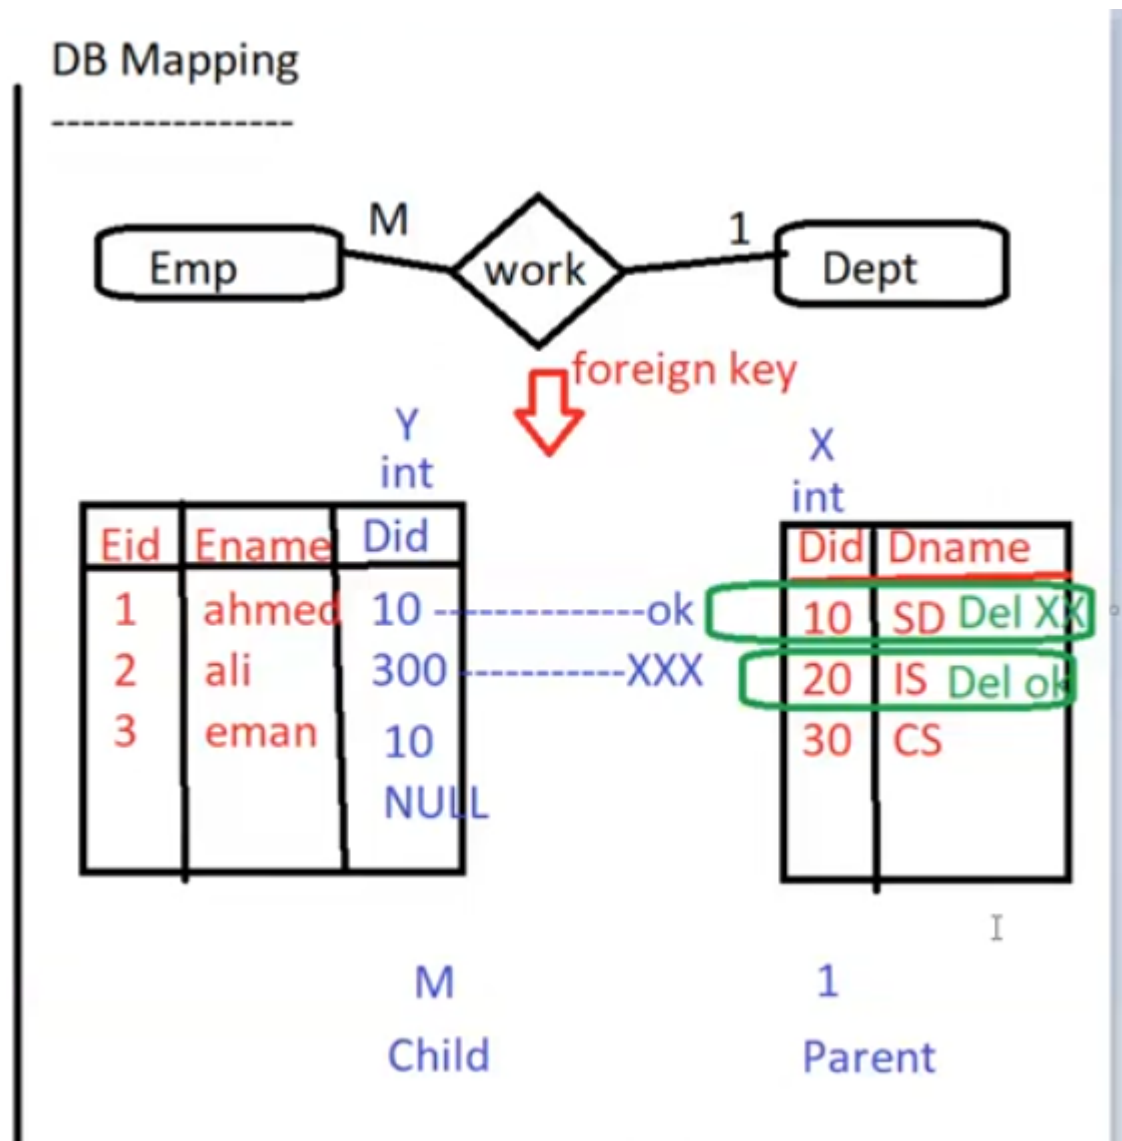 DB Mapping
----------------
M
1
Emp
work
Dept
foreign key
Y
int
X
int
Eid Ename Did
Did Dname
1 ahmed 10 --------------ok
10 SD Del XX
2 ali 300 -----------XXX
20 IS Del ok
3 eman 10
30 CS
NULL
M
1
Child
Parent